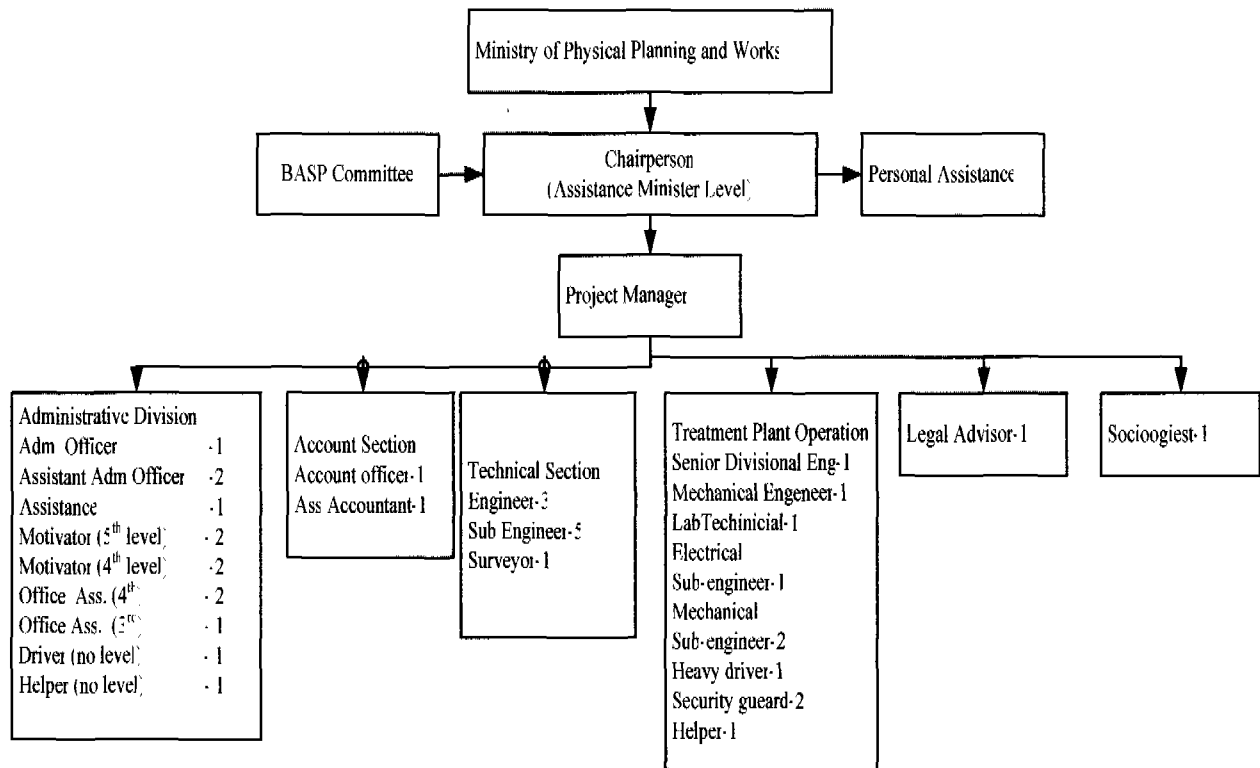 Ministry of Physical Planning and Works
BASP Committee
Chairperson
(Assistance Minister Level)
Personal Assistance
Project Manager
Administrative Division
Adm Officer - 1
Assistant Adm Officer - 2
Assistance - 1
Motivator (5th level) - 2
Motivator (4th level) - 2
Office Ass. (4th) - 2
Office Ass. (3rd) - 1
Driver (no level) - 1
Helper (no level) - 1
Account Section
Account officer-1
Ass Accountant-1
Technical Section
Engineer-3
Sub Engineer-5
Surveyor-1
Treatment Plant Operation
Senior Divisional Eng-1
Mechanical Engeneer-1
LabTechinicial-1
Electrical
Sub-engineer-1
Mechanical
Sub-engineer-2
Heavy driver-1
Security gueard-2
Helper-1
Legal Advisor-1
Socioogiest-1